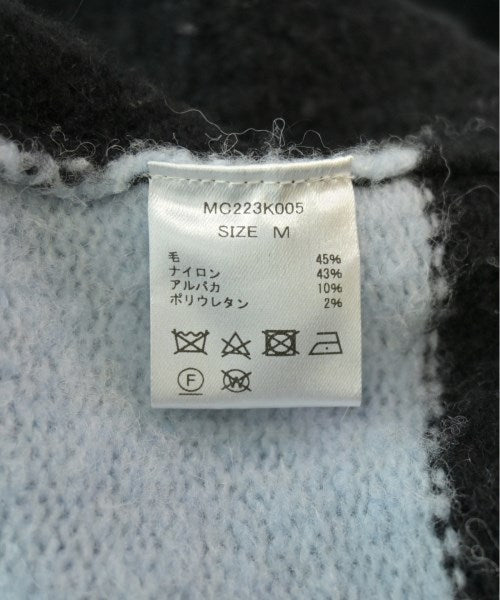 MC223K005
SIZE M
毛 45%
ナイロン 43%
アルパカ 10%
ポリウレタン 2%
F W